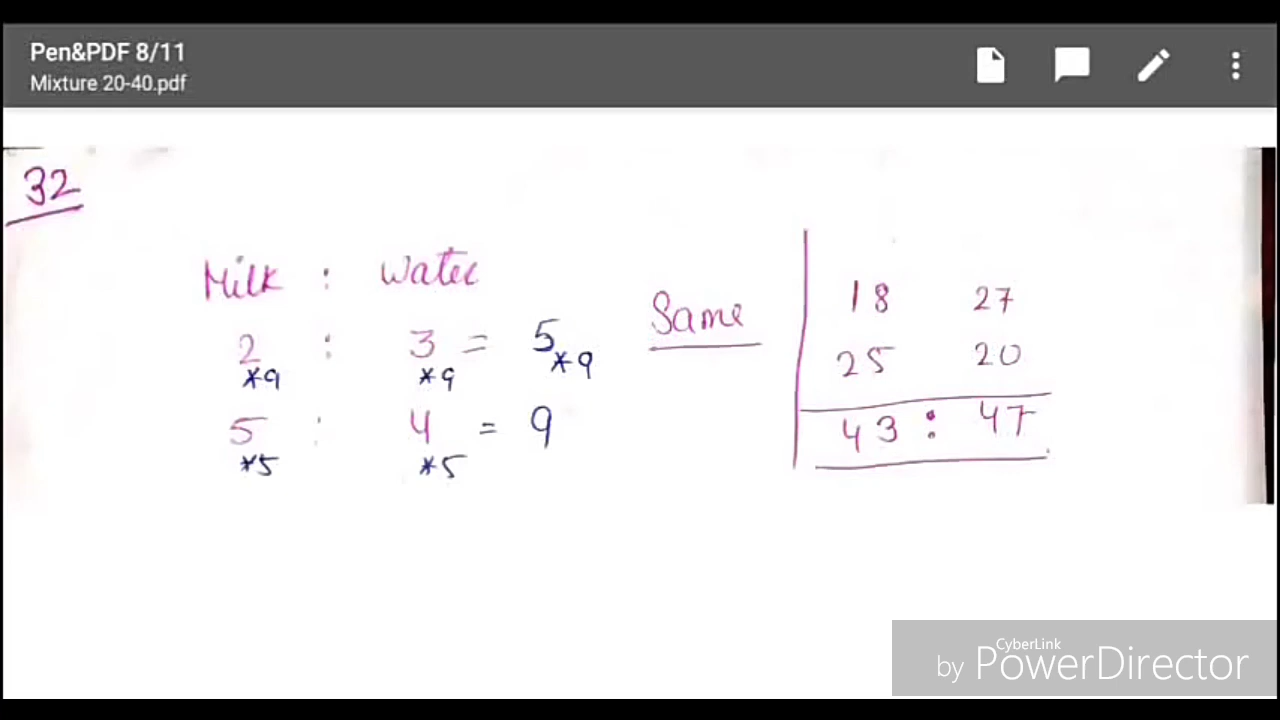 Pen&PDF 8/11
Mixture 20-40.pdf
32
Milk : Water
2 : 3 = 5
*9 *9 *9
5 : 4 = 9
*5 *5
Same
18 27
25 20
43 : 47
CyberLink
by PowerDirector